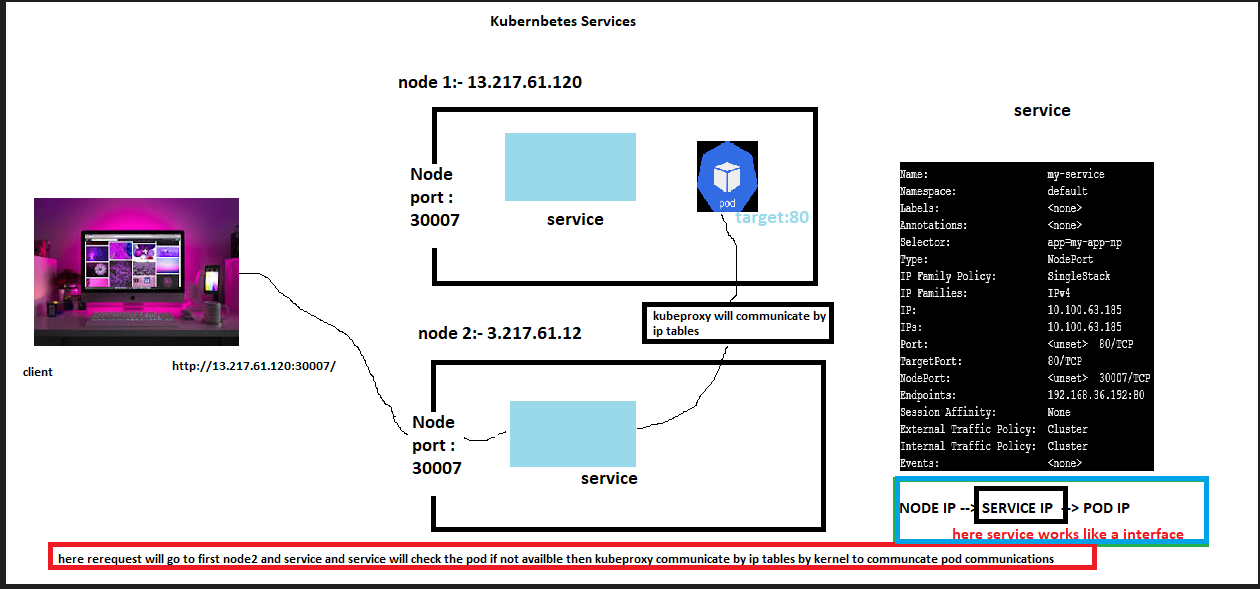 Kubernbetes Services
node 1:- 13.217.61.120
Node
port :
30007
service
pod
target:80
kubeproxy will communicate by
ip tables
node 2:- 3.217.61.12
http://13.217.61.120:30007/
client
Node
port :
30007
service
service
Name: my-service
Namespace: default
Labels: <none>
Annotations: <none>
Selector: app=my-app-np
Type: NodePort
IP Family Policy: SingleStack
IP Families: IPv4
IP: 10.100.63.185
IPs: 10.100.63.185
Port: <unset> 80/TCP
TargetPort: 80/TCP
NodePort: <unset> 30007/TCP
Endpoints: 192.168.36.192:80
Session Affinity: None
External Traffic Policy: Cluster
Internal Traffic Policy: Cluster
Events: <none>
NODE IP --> SERVICE IP --> POD IP
here service works like a interface
here rerequest will go to first node2 and service and service will check the pod if not availble then kubeproxy communicate by ip tables by kernel to communcate pod communications